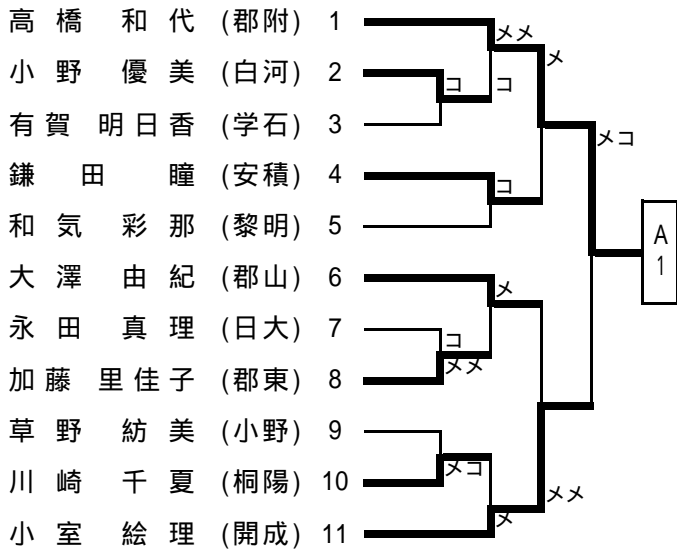 高橋 和代 (郡附) 1
メメ
メ
小野 優美 (白河) 2
コ コ
有賀 明日香 (学石) 3
メコ
鎌田 瞳 (安積) 4
コ
和気 彩那 (黎明) 5
A
1
大澤 由紀 (郡山) 6
メ
永田 真理 (日大) 7
コ
メメ
加藤 里佳子 (郡東) 8
草野 紡美 (小野) 9
メコ
川崎 千夏 (桐陽) 10
メメ
メ
小室 絵理 (開成) 11